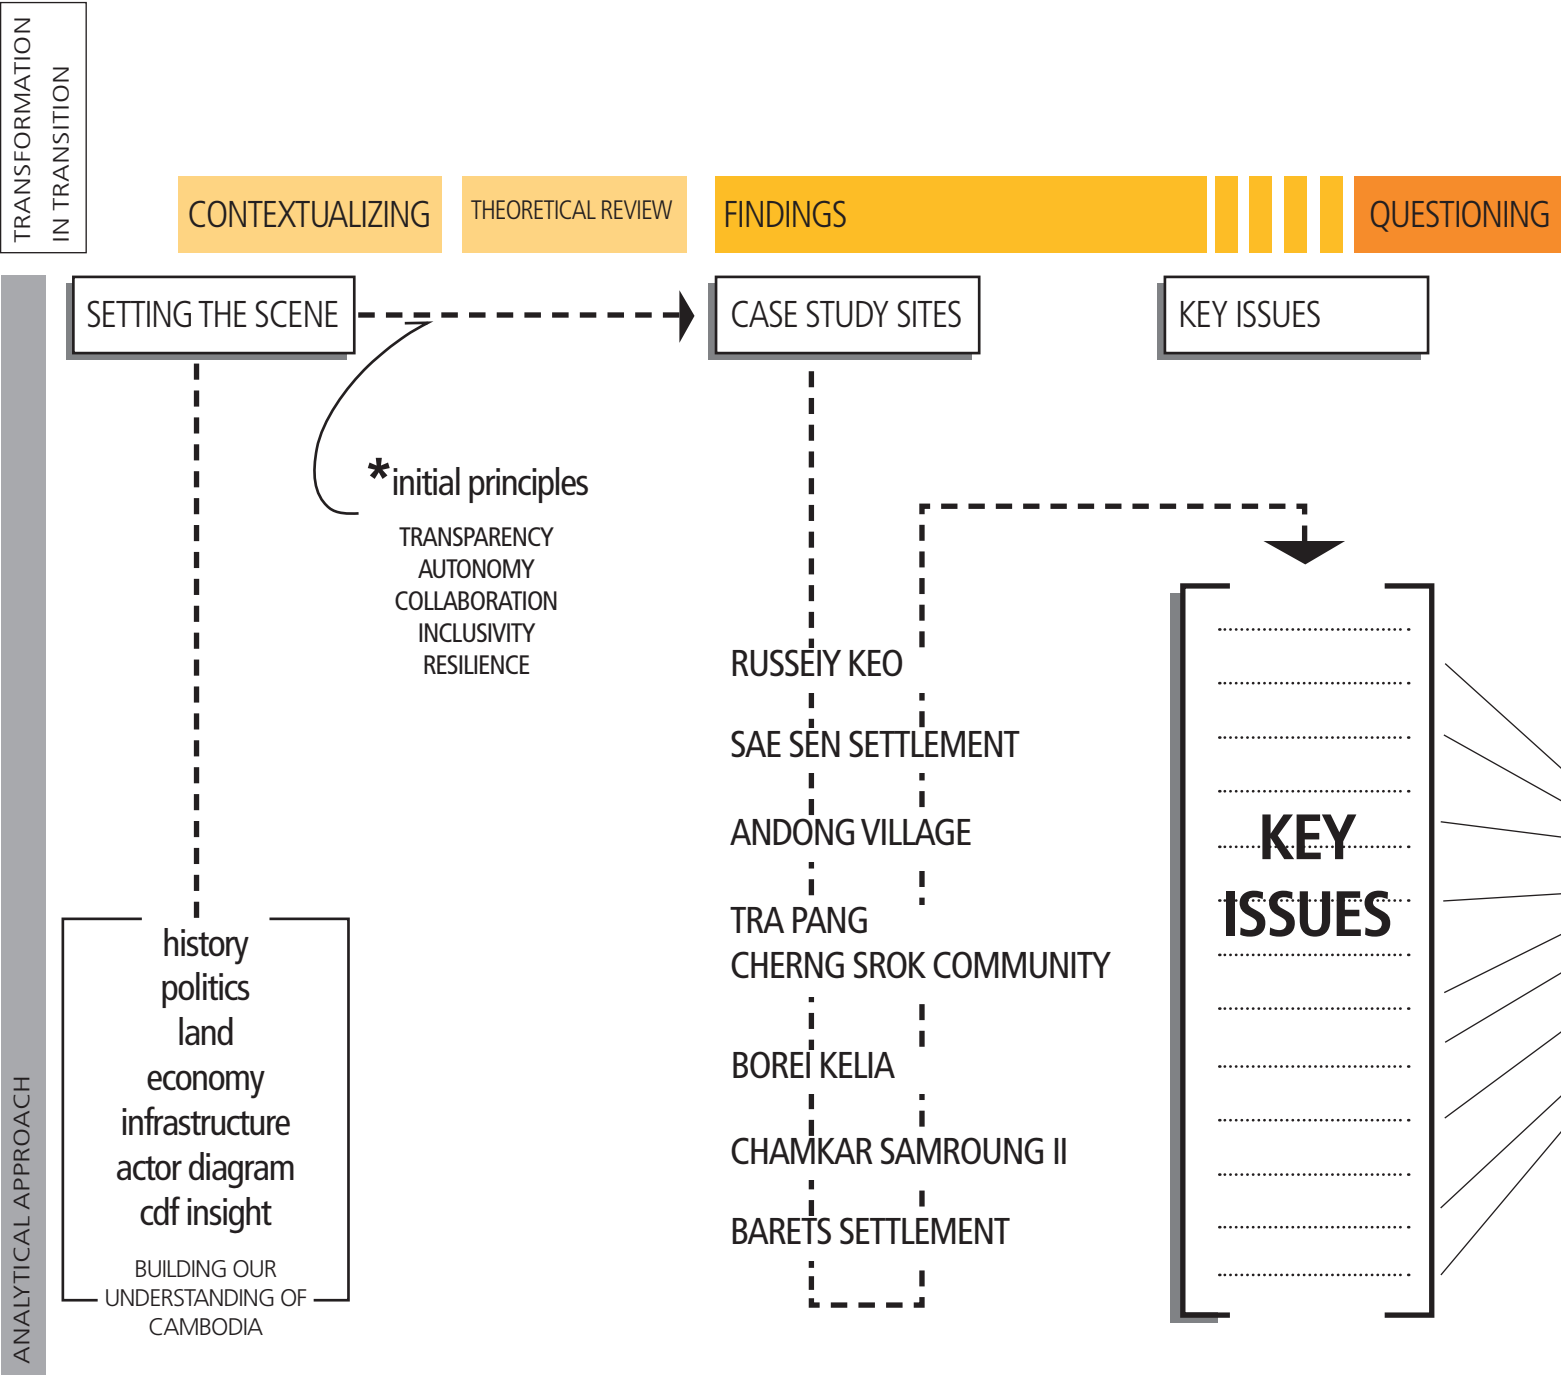 TRANSFORMATION
IN TRANSITION
CONTEXTUALIZING
THEORETICAL REVIEW
FINDINGS
QUESTIONING
SETTING THE SCENE
CASE STUDY SITES
KEY ISSUES
*initial principles
TRANSPARENCY
AUTONOMY
COLLABORATION
INCLUSIVITY
RESILIENCE
RUSSEIY KEO
SAE SEN SETTLEMENT
ANDONG VILLAGE
TRA PANG
CHERNG SROK COMMUNITY
BOREI KELIA
CHAMKAR SAMROUNG II
BARETS SETTLEMENT
KEY
ISSUES
history
politics
land
economy
infrastructure
actor diagram
cdf insight
BUILDING OUR
UNDERSTANDING OF
CAMBODIA
ANALYTICAL APPROACH